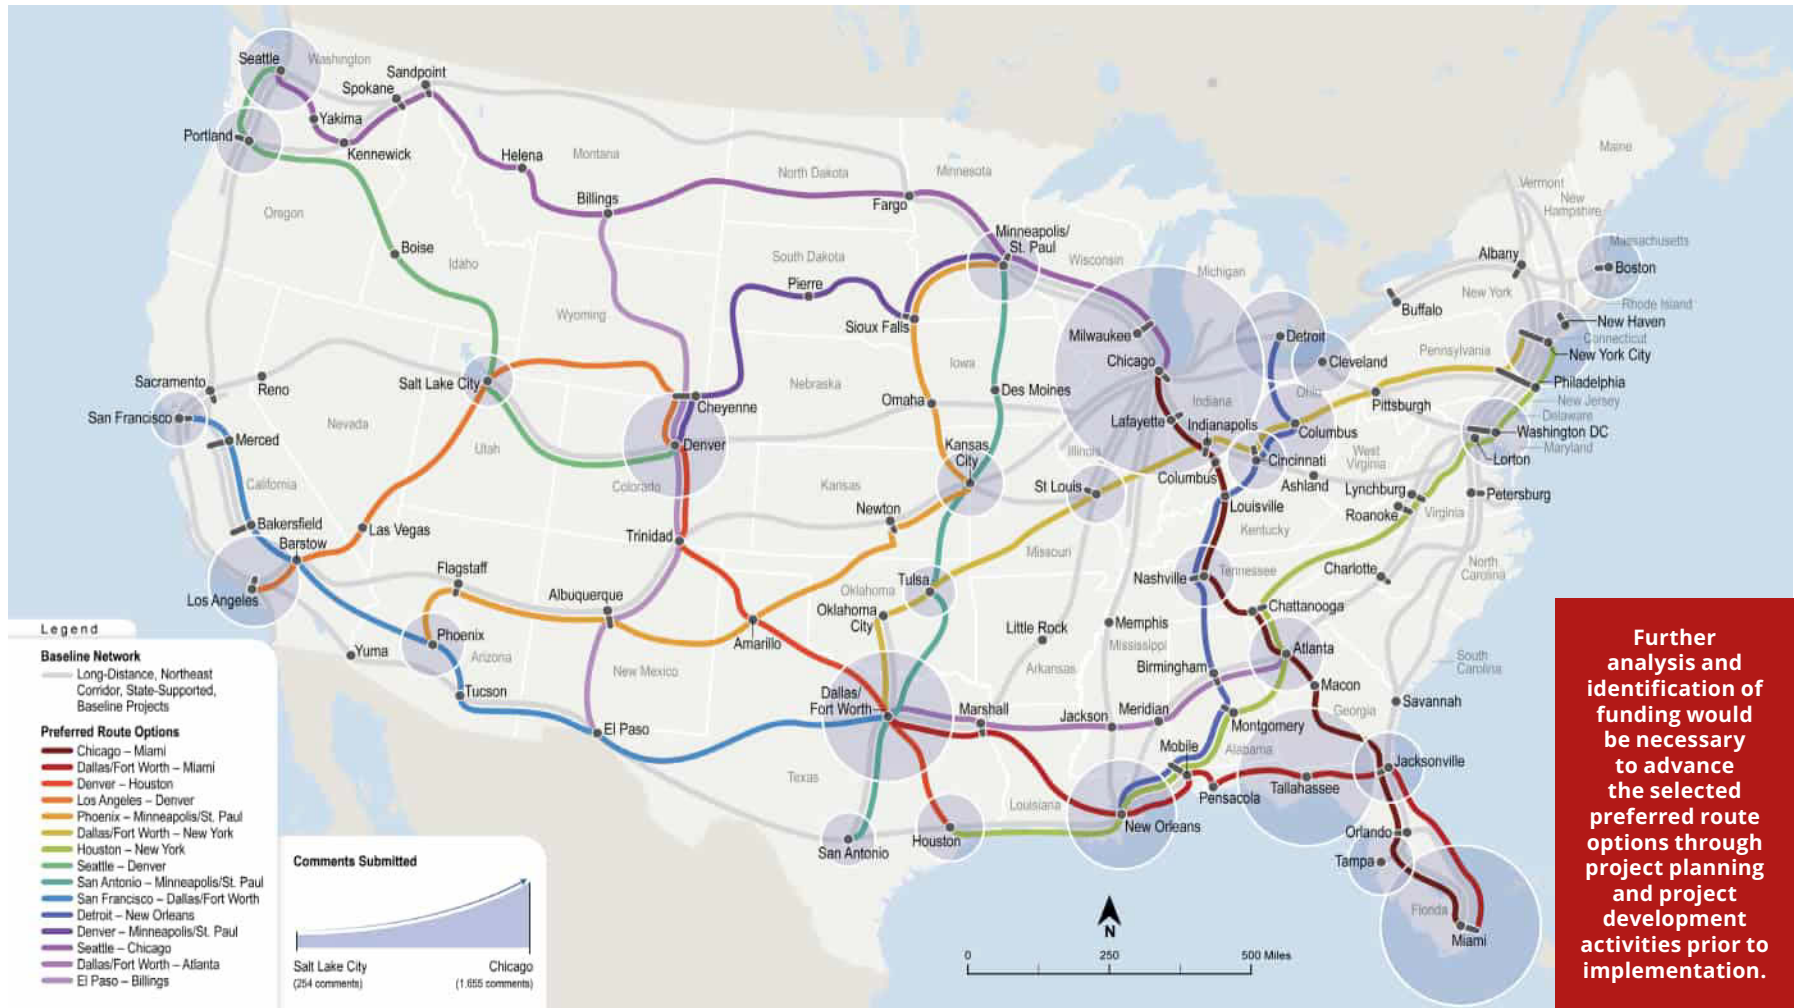 Seattle
Washington
Sandpoint
Spokane
Yakima
Portland
Kennewick
Helena
Montana
North Dakota
Minnesota
Maine
Billings
Fargo
Vermont
New
Hampshire
Oregon
Boise
Idaho
Minneapolis/
St. Paul
Wisconsin
Michigan
Albany
Massachusetts
Boston
South Dakota
Pierre
New York
Buffalo
Rhode Island
New Haven
Connecticut
New York City
Wyoming
Sioux Falls
Milwaukee
Detroit
Chicago
Cleveland
Pennsylvania
Iowa
Sacramento
Reno
Salt Lake City
Nebraska
Des Moines
Omaha
Cheyenne
Ohio
Pittsburgh
Philadelphia
New Jersey
Delaware
San Francisco
Nevada
Indiana
Lafayette
Indianapolis
Columbus
Washington DC
Maryland
Merced
Utah
Denver
Kansas
City
Illinois
Cincinnati
West
Virginia
Lorton
California
Colorado
Kansas
St Louis
Columbus
Ashland
Lynchburg
Petersburg
Louisville
Roanoke
Virginia
Newton
Bakersfield
Las Vegas
Barstow
Trinidad
Kentucky
Missouri
Flagstaff
Los Angeles
Albuquerque
Oklahoma
Tulsa
Nashville
Tennessee
Charlotte
North
Carolina
Oklahoma
City
Chattanooga
Phoenix
Yuma
Arizona
Amarillo
Little Rock
Memphis
Mississippi
Atlanta
South
Carolina
New Mexico
Arkansas
Birmingham
Macon
Tucson
Dallas/
Fort Worth
Marshall
Jackson
Meridian
Montgomery
Georgia
Savannah
El Paso
Mobile
Alabama
Jacksonville
Texas
Louisiana
Pensacola
Tallahassee
New Orleans
Orlando
San Antonio
Houston
Tampa
Florida
Miami
Legend
Baseline Network
Long-Distance, Northeast
Corridor, State-Supported,
Baseline Projects
Preferred Route Options
Chicago – Miami
Dallas/Fort Worth – Miami
Denver – Houston
Los Angeles – Denver
Phoenix – Minneapolis/St. Paul
Dallas/Fort Worth – New York
Houston – New York
Seattle – Denver
San Antonio – Minneapolis/St. Paul
San Francisco – Dallas/Fort Worth
Detroit – New Orleans
Denver – Minneapolis/St. Paul
Seattle – Chicago
Dallas/Fort Worth – Atlanta
El Paso – Billings
Comments Submitted
Salt Lake City
(254 comments)
Chicago
(1,655 comments)
N
0
250
500 Miles
Further
analysis and
identification of
funding would
be necessary
to advance
the selected
preferred route
options through
project planning
and project
development
activities prior to
implementation.